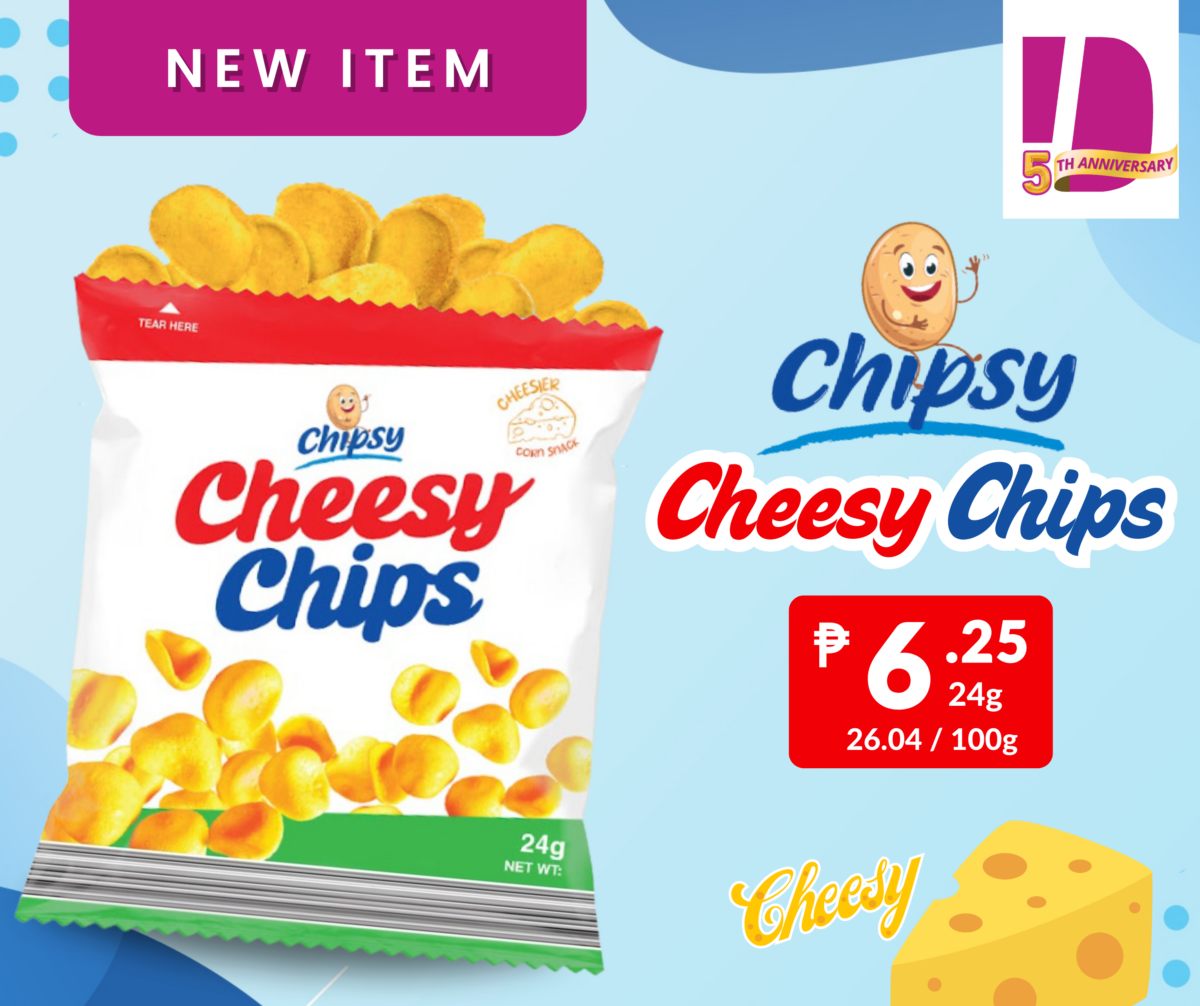 NEW ITEM
5TH ANNIVERSARY
TEAR HERE
Chipsy
CHEESIER
CORN SNACK
Cheesy
Chips
24g
NET WT:
Chipsy
Cheesy Chips
₱ 6.25
24g
26.04 / 100g
Cheesy